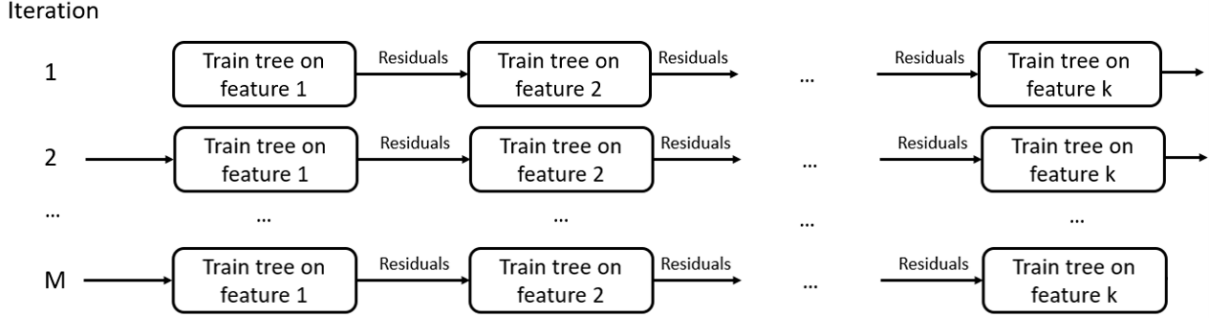 Iteration
1
Train tree on
feature 1
Residuals
Train tree on
feature 2
Residuals
...
Residuals
Train tree on
feature k
2
Train tree on
feature 1
Residuals
Train tree on
feature 2
Residuals
...
Residuals
Train tree on
feature k
...
...
...
...
...
M
Train tree on
feature 1
Residuals
Train tree on
feature 2
Residuals
...
Residuals
Train tree on
feature k